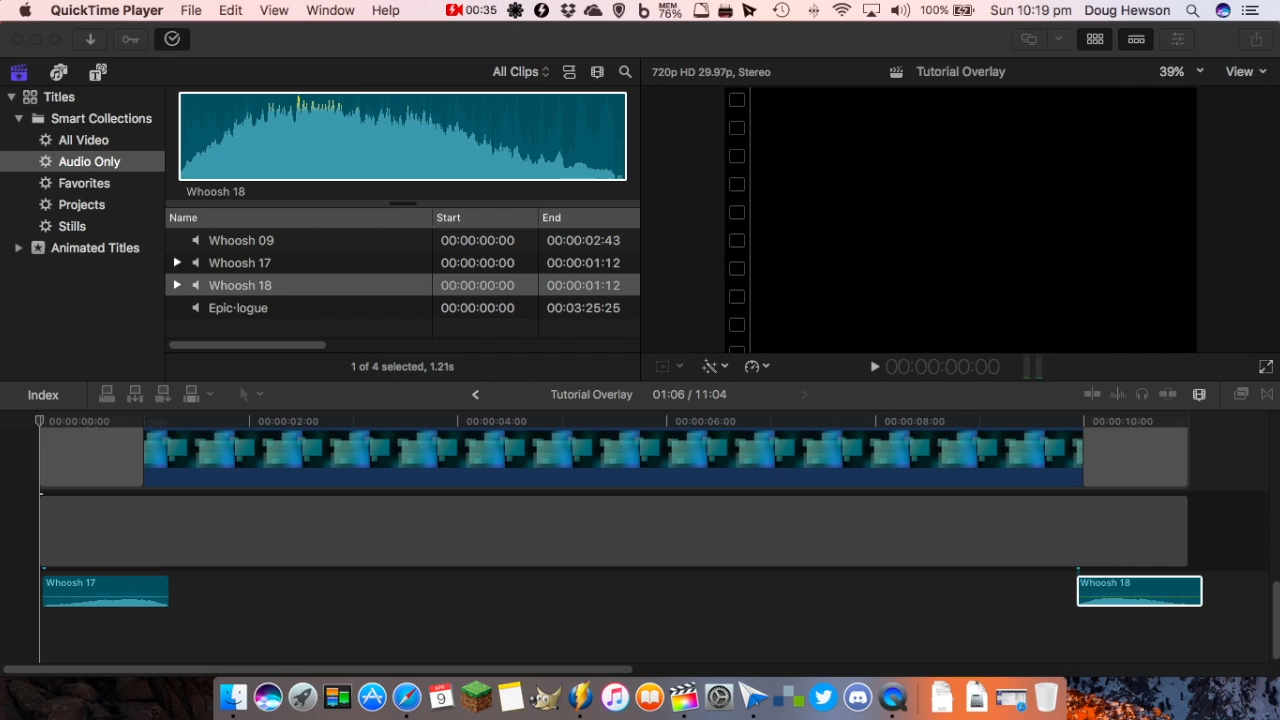 QuickTime Player File Edit View Window Help 00:35 MEM 76% 100% Sun 10:19 pm Doug Hewson
All Clips 720p HD 29.97p, Stereo Tutorial Overlay 39% View
Titles
Smart Collections
All Video
Audio Only
Favorites
Projects
Stills
Animated Titles
Whoosh 18
Name Start End
Whoosh 09 00:00:00:00 00:00:02:43
Whoosh 17 00:00:00:00 00:00:01:12
Whoosh 18 00:00:00:00 00:00:01:12
Epic·logue 00:00:00:00 00:03:25:25
1 of 4 selected, 1.21s 00:00:00:00
Index Tutorial Overlay 01:06 / 11:04
00:00:00:00 00:00:02:00 00:00:04:00 00:00:06:00 00:00:08:00 00:00:10:00
Whoosh 17 Whoosh 18
APR
9